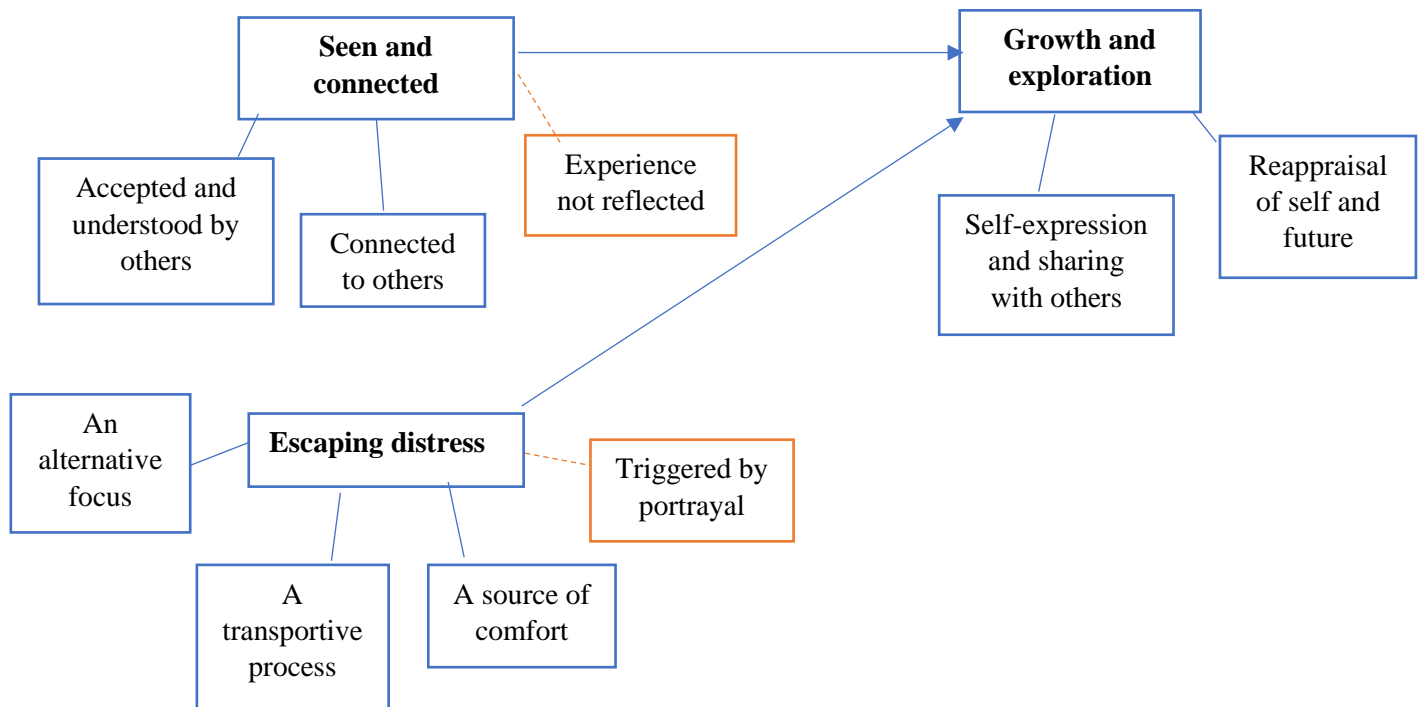 Seen and
connected
Growth and
exploration
Experience
not reflected
Accepted and
understood by
others
Connected
to others
Self-expression
and sharing
with others
Reappraisal
of self and
future
An
alternative
focus
Escaping distress
Triggered by
portrayal
A
transportive
process
A source of
comfort